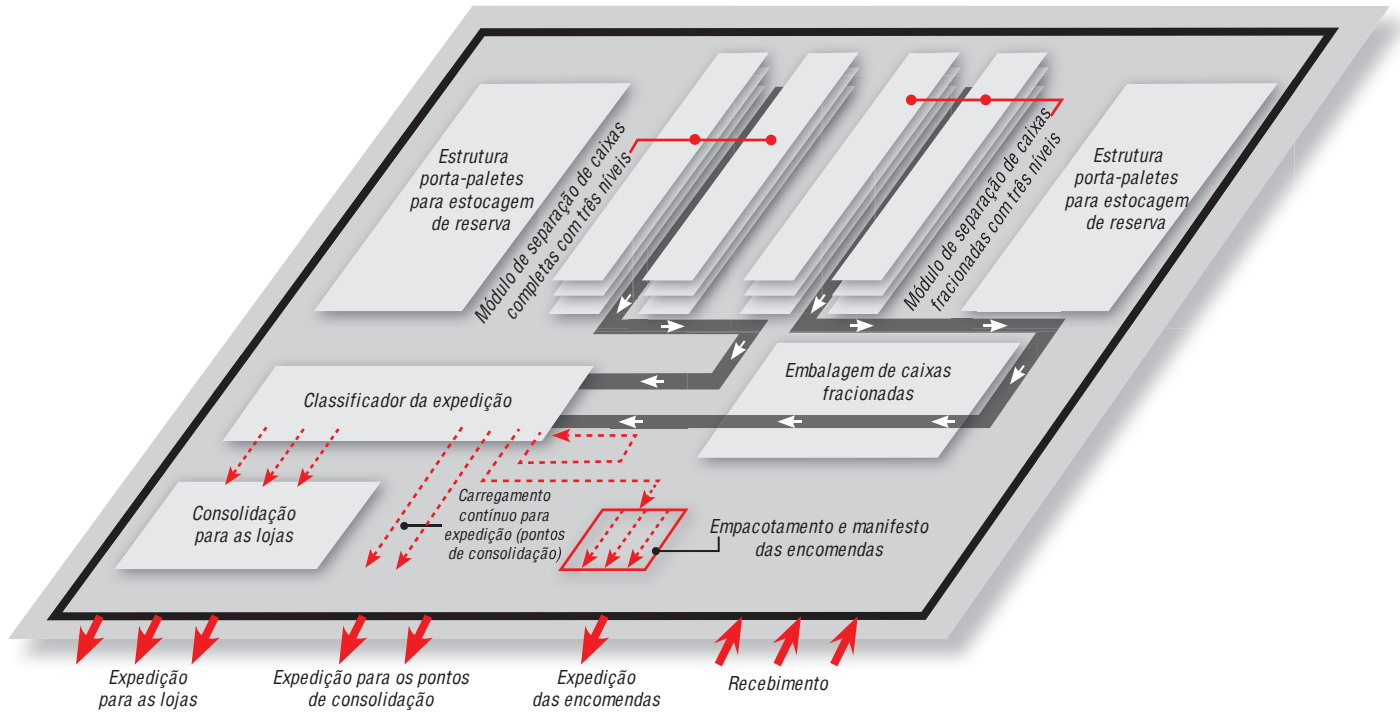 Estrutura
porta-paletes
para estocagem
de reserva
Módulo de separação de caixas
completas com três níveis
Módulo de separação de caixas
fracionadas com três níveis
Estrutura
porta-paletes
para estocagem
de reserva
Classificador da expedição
Embalagem de caixas
fracionadas
Consolidação
para as lojas
Carregamento
contínuo para
expedição (pontos
de consolidação)
Empacotamento e manifesto
das encomendas
Expedição
para as lojas
Expedição para os pontos
de consolidação
Expedição
das encomendas
Recebimento